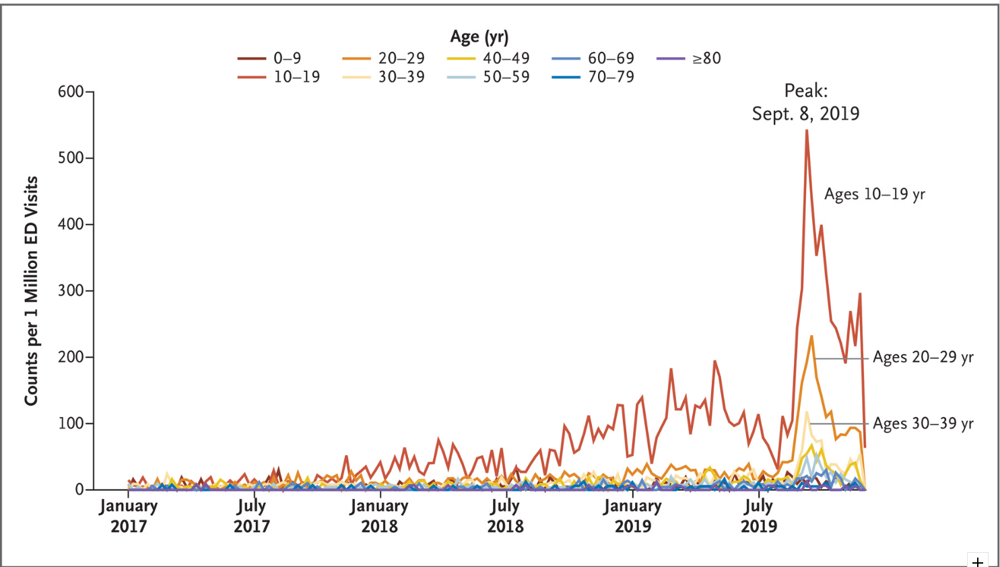 Age (yr)
0–9 20–29 40–49 60–69 ≥80
10–19 30–39 50–59 70–79
Peak:
Sept. 8, 2019
Counts per 1 Million ED Visits
600
500
400
300
200
100
0
Ages 10–19 yr
Ages 20–29 yr
Ages 30–39 yr
January July January July January July
2017 2017 2018 2018 2019 2019
+